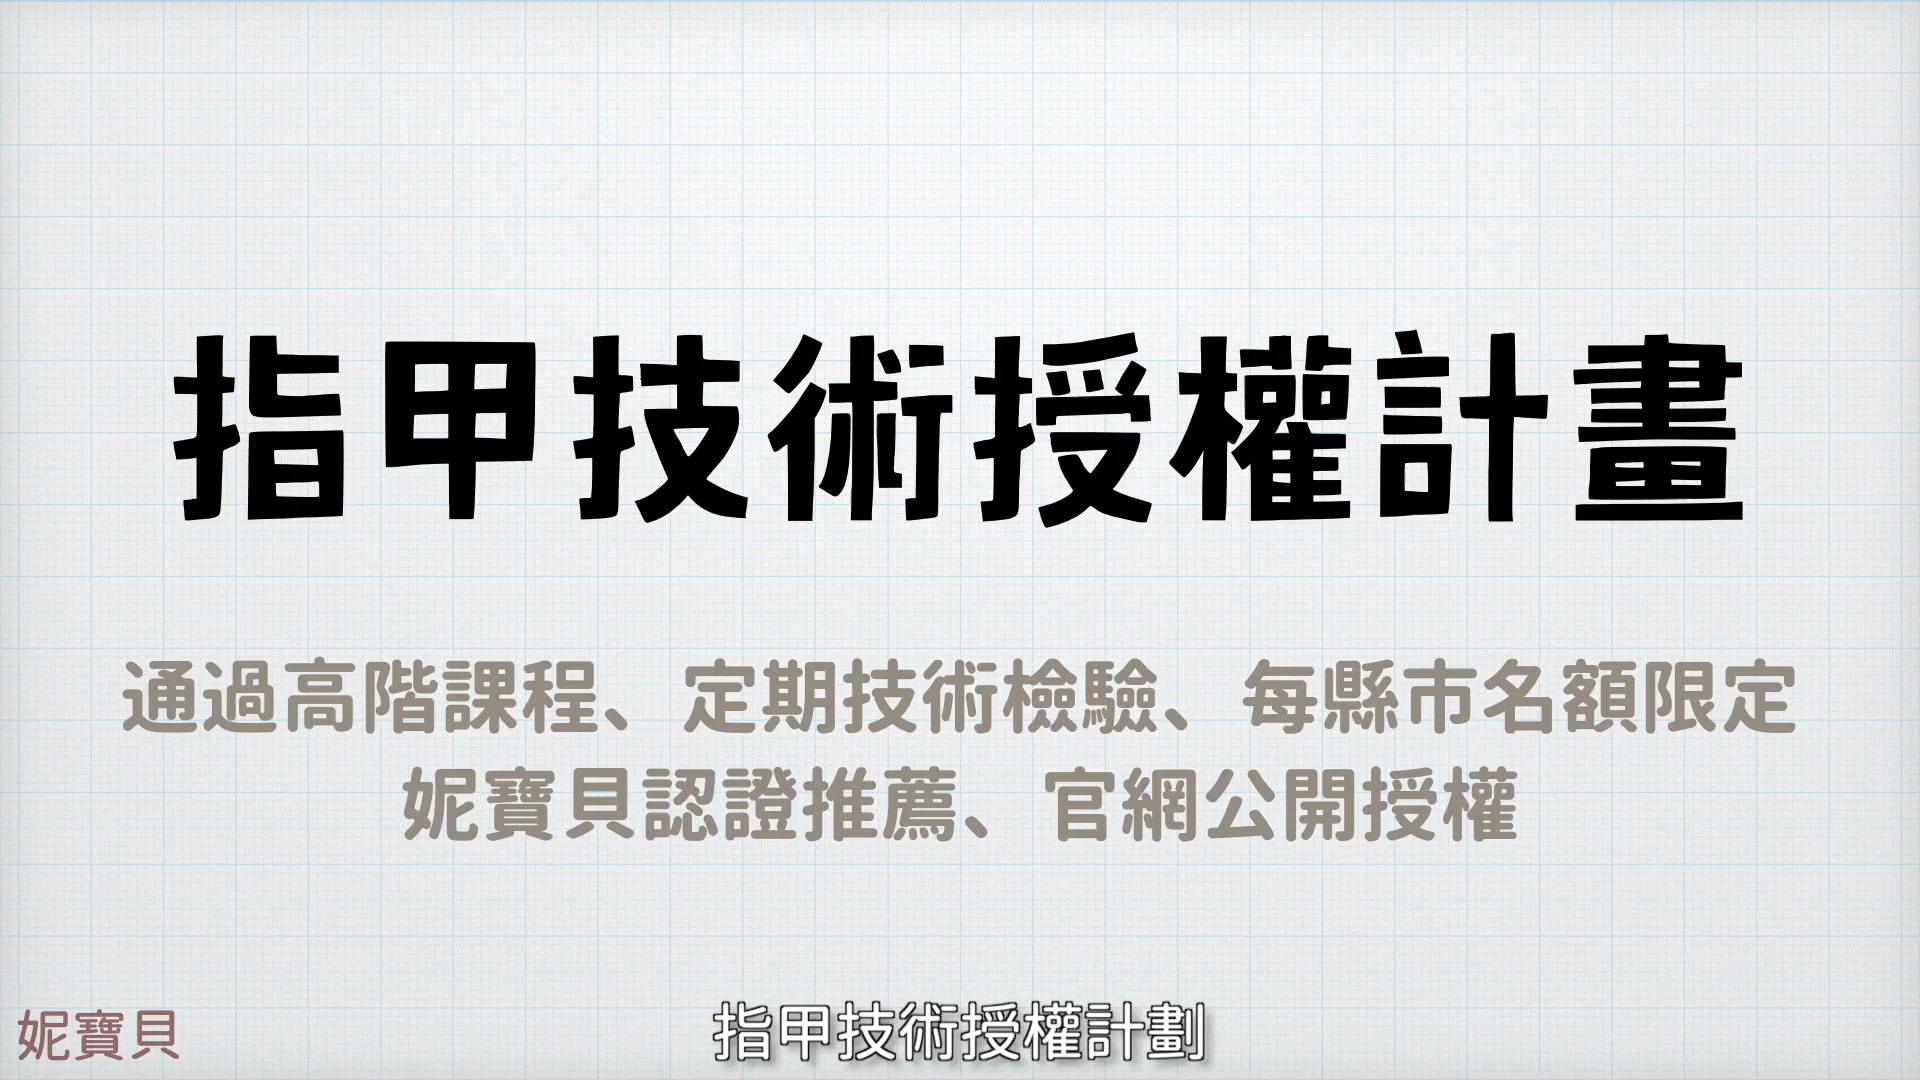 指甲技術授權計畫
通過高階課程、定期技術檢驗、每縣市名額限定
妮寶貝認證推薦、官網公開授權
妮寶貝
指甲技術授權計劃